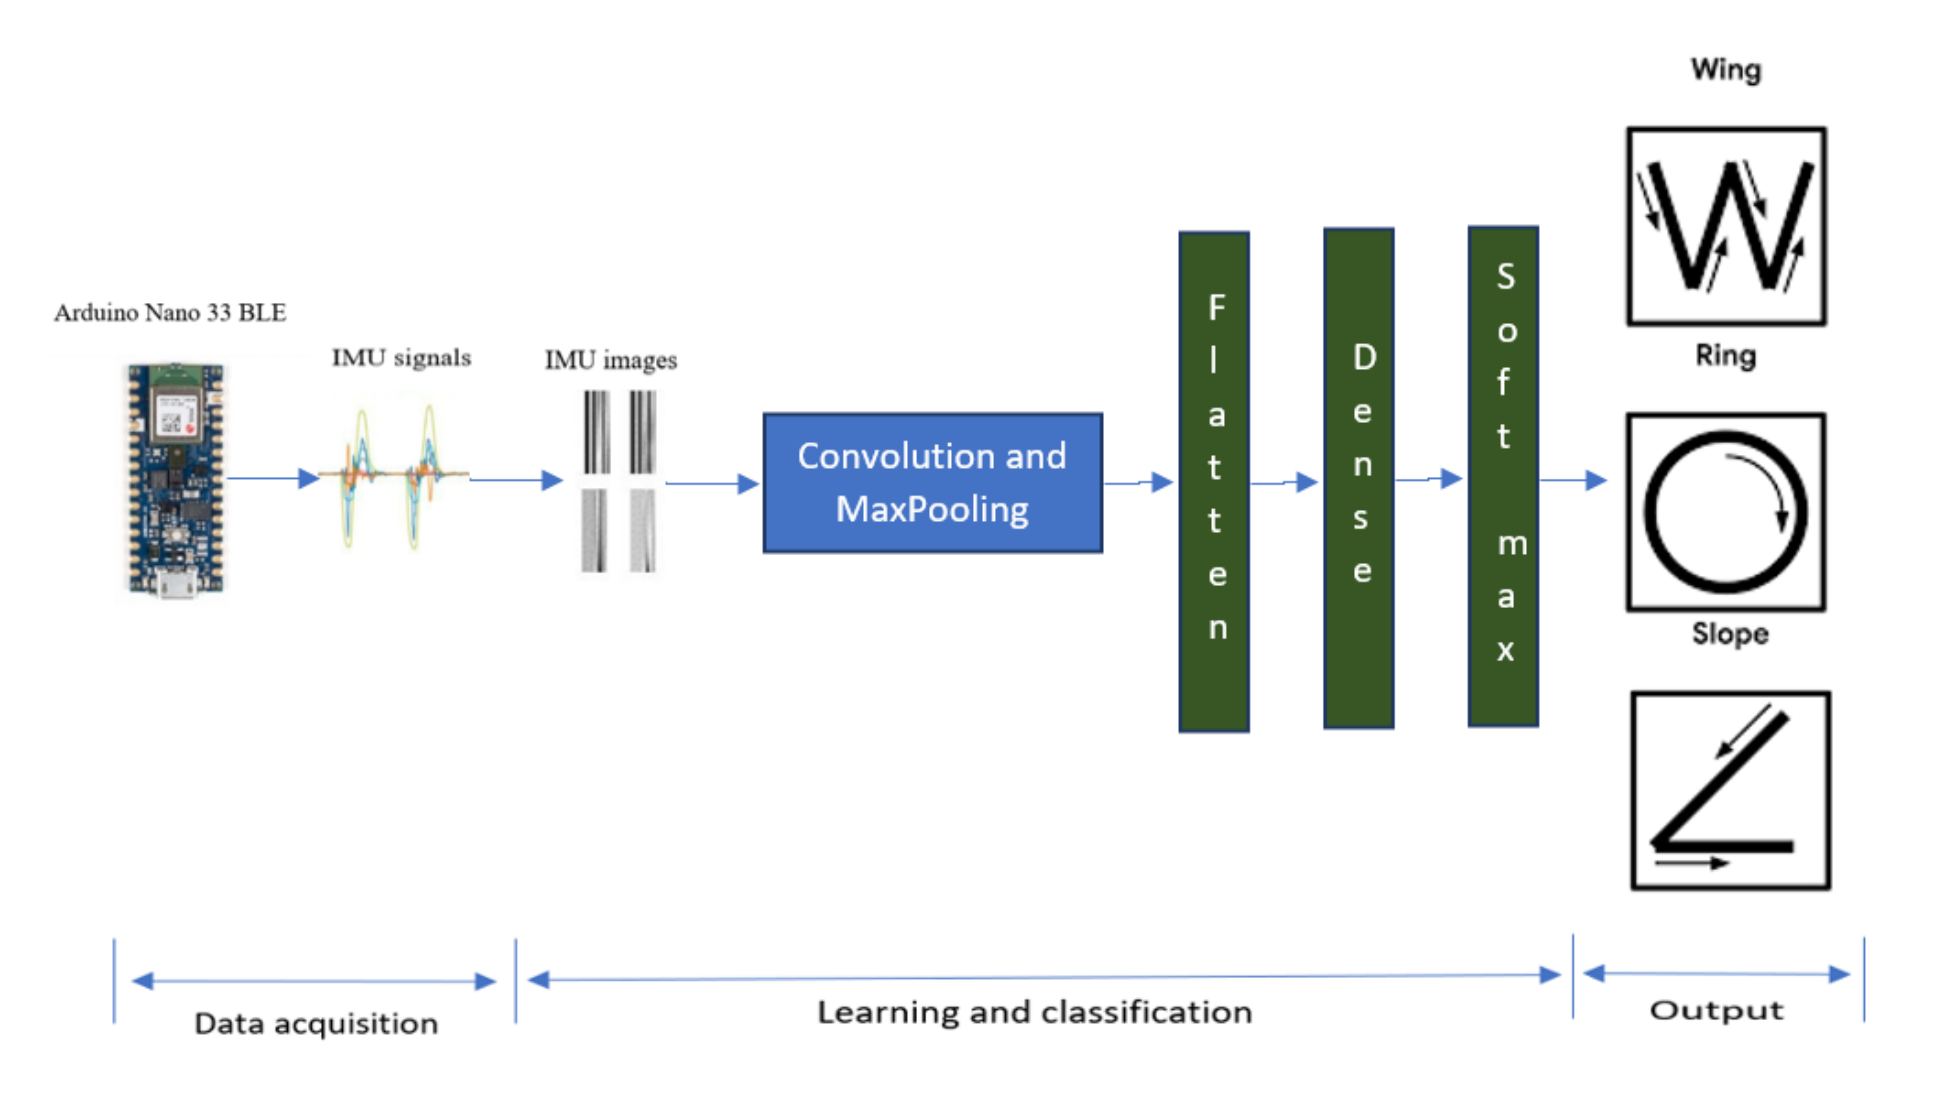 Wing
Ring
Slope
Arduino Nano 33 BLE
IMU signals
IMU images
Convolution and
MaxPooling
Flatten
Dense
Soft max
Data acquisition
Learning and classification
Output